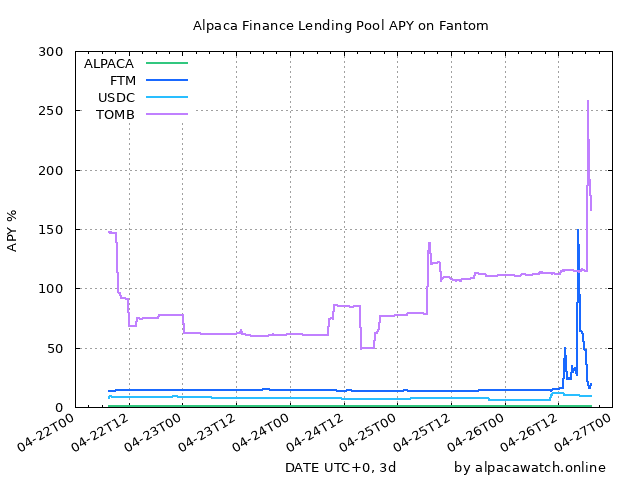 Alpaca Finance Lending Pool APY on Fantom
300
250
200
150
100
50
0
APY %
ALPACA
FTM
USDC
TOMB
04-22T00
04-22T12
04-23T00
04-23T12
04-24T00
04-24T12
04-25T00
04-25T12
04-26T00
04-26T12
04-27T00
DATE UTC+0, 3d
by alpacawatch.online